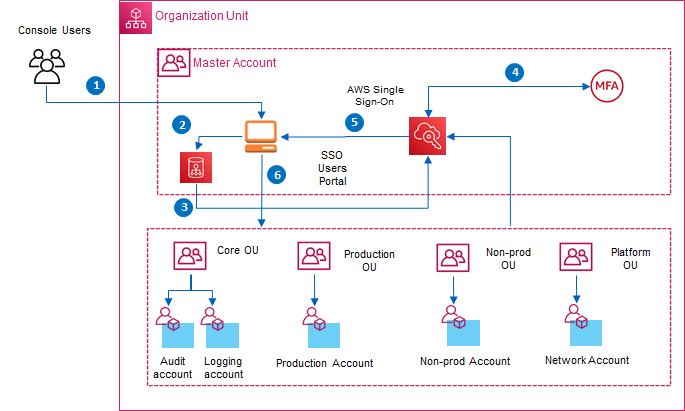 Organization Unit
Console Users
Master Account
1
AWS Single
Sign-On
4
MFA
2
5
SSO
Users
Portal
6
3
Core OU
Production
OU
Non-prod
OU
Platform
OU
Audit
account
Logging
account
Production Account
Non-prod Account
Network Account